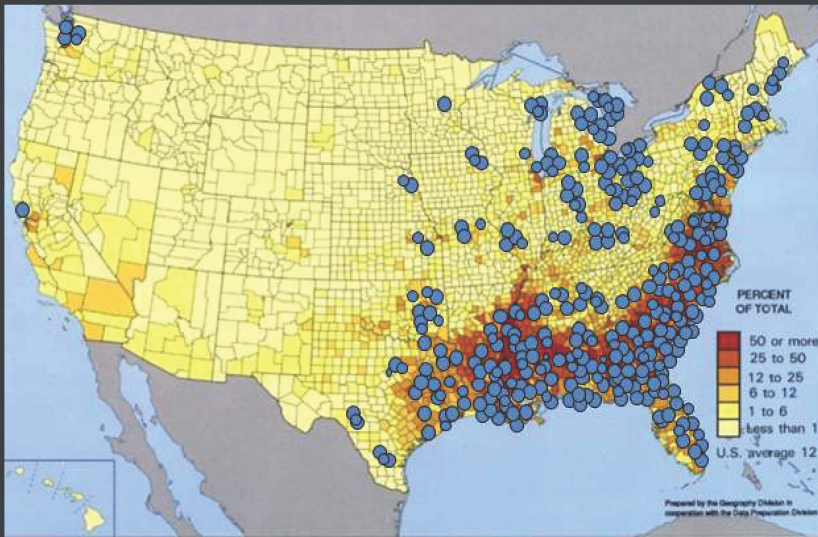 PERCENT
OF TOTAL
50 or more
25 to 50
12 to 25
6 to 12
1 to 6
Less than 1
U.S. average 12
Prepared by the Geography Division in
cooperation with the Data Preparation Division